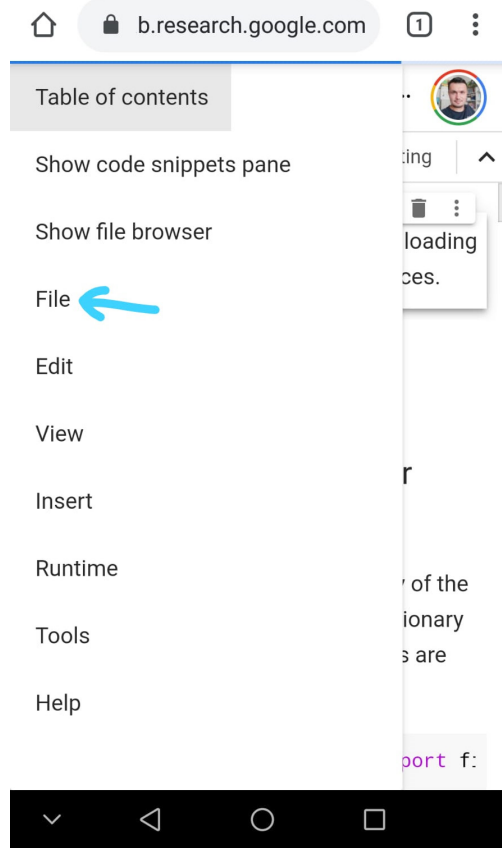 b.research.google.com 1
Table of contents
Show code snippets pane
ting
Show file browser
loading
ces.
File
Edit
View
r
Insert
Runtime
of the
ionary
Tools
s are
Help
port f: